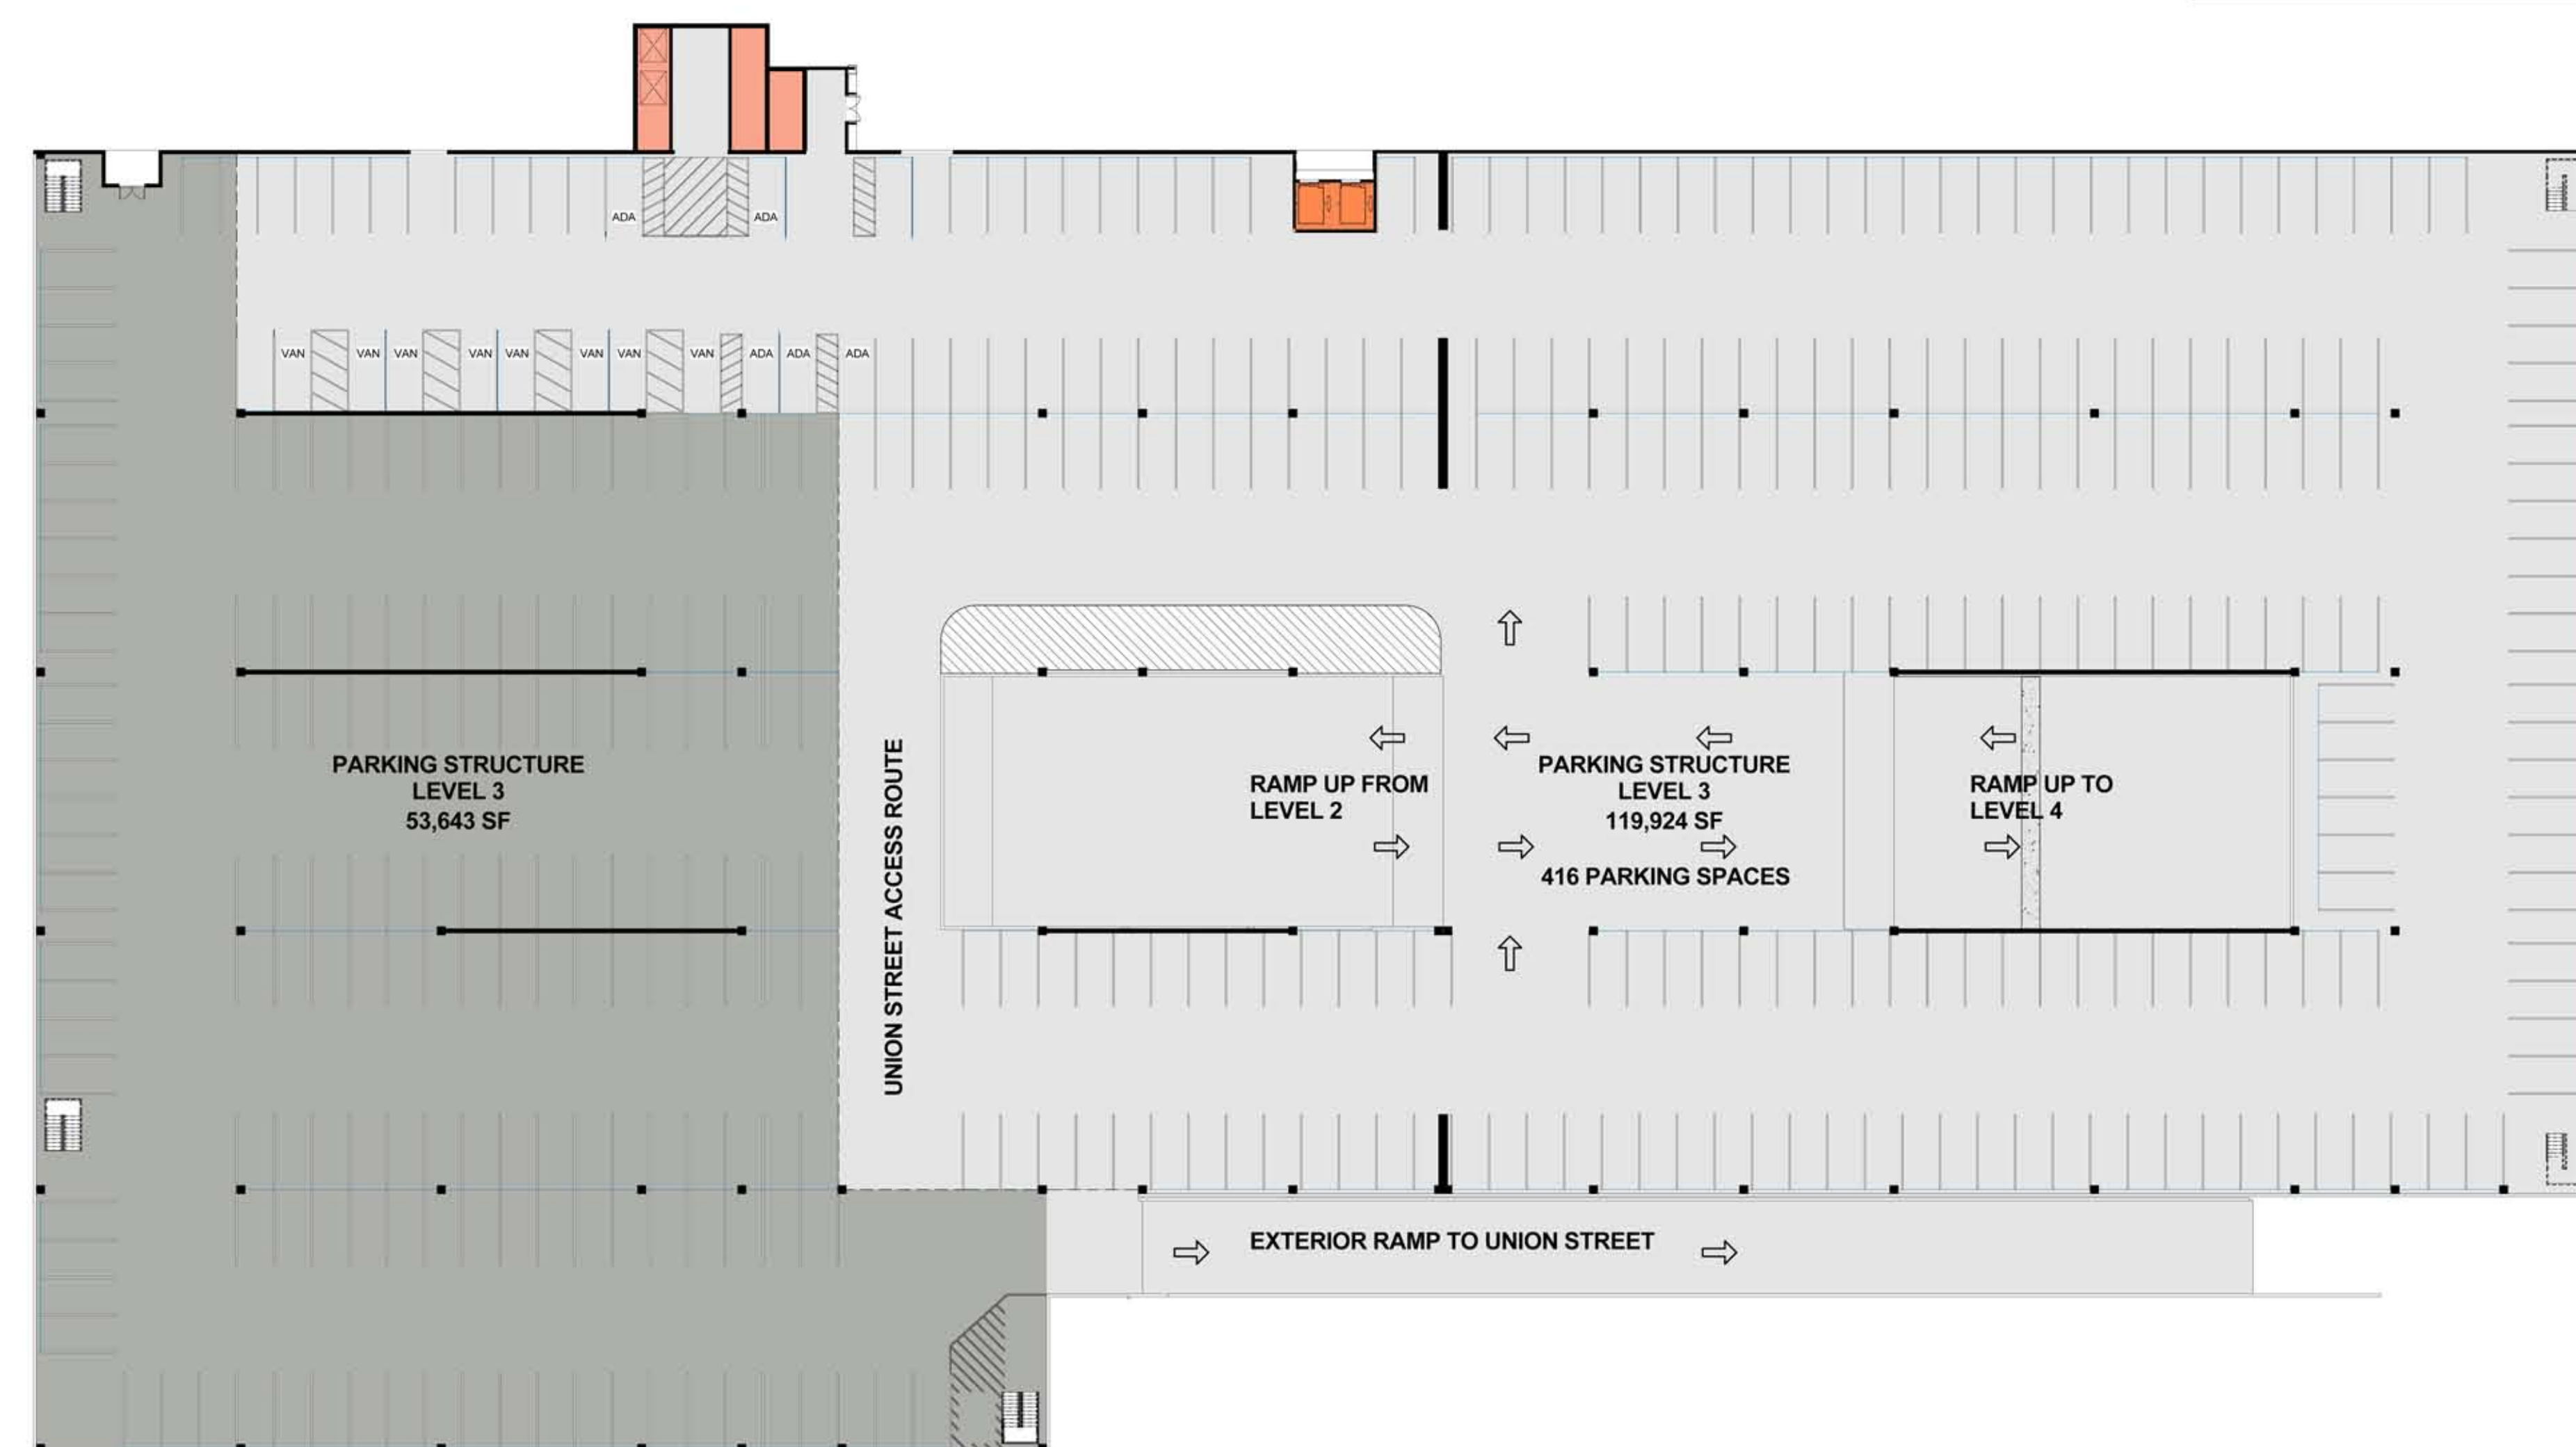 ADA
ADA
VAN
VAN
VAN
VAN
VAN
VAN
VAN
VAN
ADA
ADA
ADA
PARKING STRUCTURE
LEVEL 3
53,643 SF
UNION STREET ACCESS ROUTE
RAMP UP FROM
LEVEL 2
PARKING STRUCTURE
LEVEL 3
119,924 SF
416 PARKING SPACES
RAMP UP TO
LEVEL 4
EXTERIOR RAMP TO UNION STREET